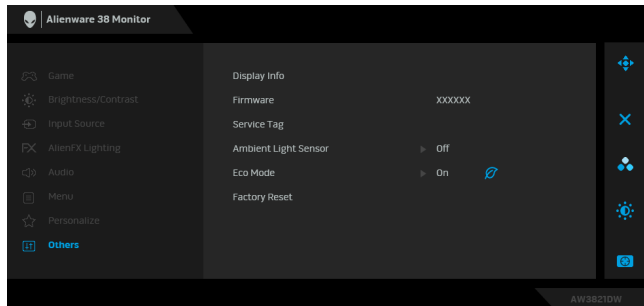 Alienware 38 Monitor
Game
Brightness/Contrast
Input Source
AlienFX Lighting
Audio
Menu
Personalize
Others
Display Info
Firmware XXXXXX
Service Tag
Ambient Light Sensor Off
Eco Mode On
Factory Reset
AW3821DW